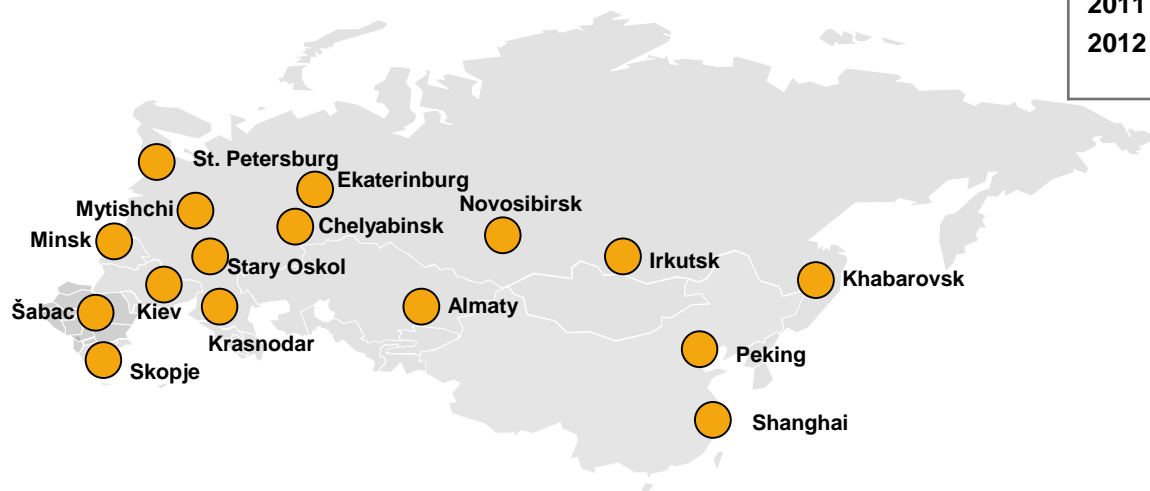 2011
2012
St. Petersburg
Ekaterinburg
Novosibirsk
Mytishchi
Chelyabinsk
Minsk
Stary Oskol
Irkutsk
Khabarovsk
Šabac
Kiev
Almaty
Krasnodar
Peking
Skopje
Shanghai